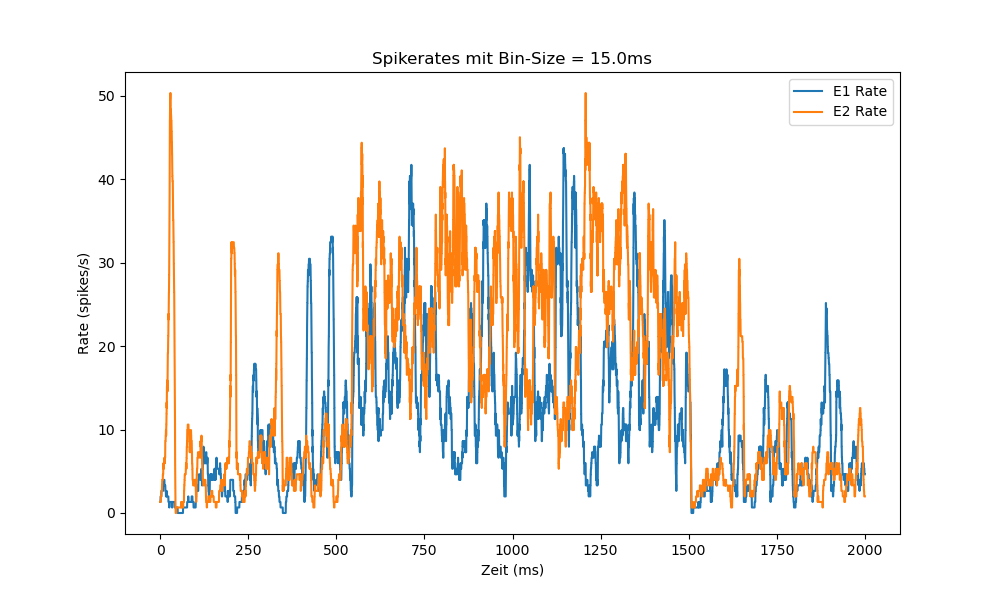 Spikerates mit Bin-Size = 15.0ms
E1 Rate
E2 Rate
50
40
30
20
10
0
Rate (spikes/s)
0 250 500 750 1000 1250 1500 1750 2000
Zeit (ms)